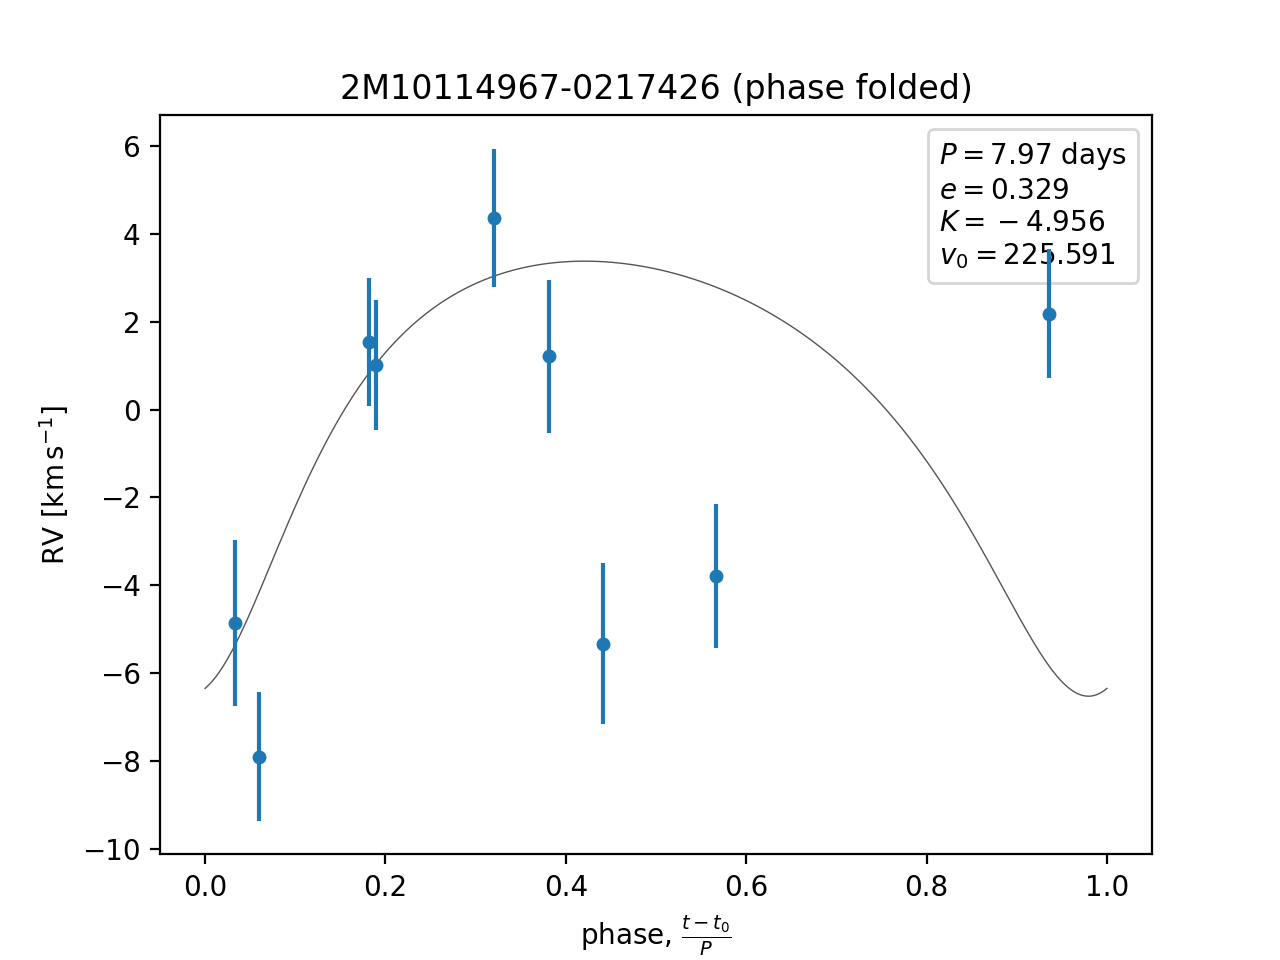 2M10114967-0217426 (phase folded)
P = 7.97 days
e = 0.329
K = −4.956
v₀ = 225.591
6
4
2
0
−2
−4
−6
−8
−10
RV [km s⁻¹]
0.0 0.2 0.4 0.6 0.8 1.0
phase, (t − t₀)/P